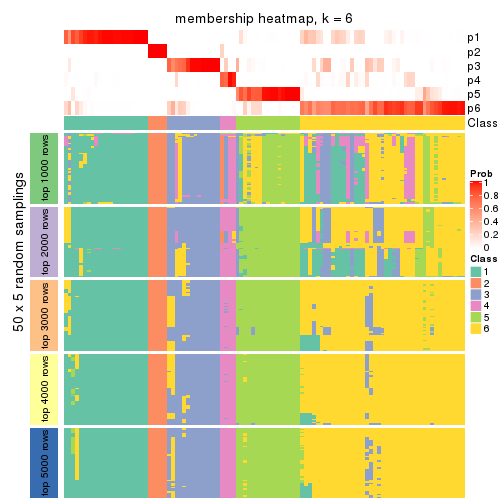 membership heatmap, k = 6
p1
p2
p3
p4
p5
p6
Class
50 x 5 random samplings
top 1000 rows
top 2000 rows
top 3000 rows
top 4000 rows
top 5000 rows
Prob
1
0.8
0.6
0.4
0.2
0
Class
1
2
3
4
5
6